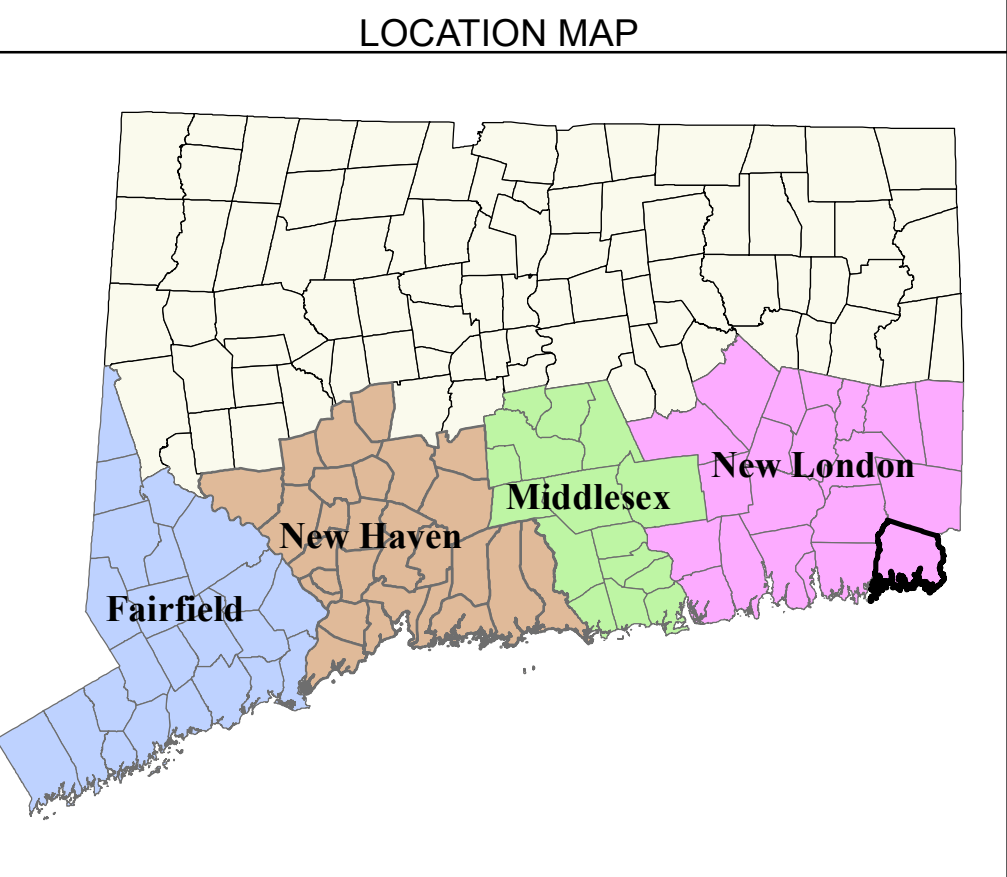 LOCATION MAP
New London
Middlesex
New Haven
Fairfield